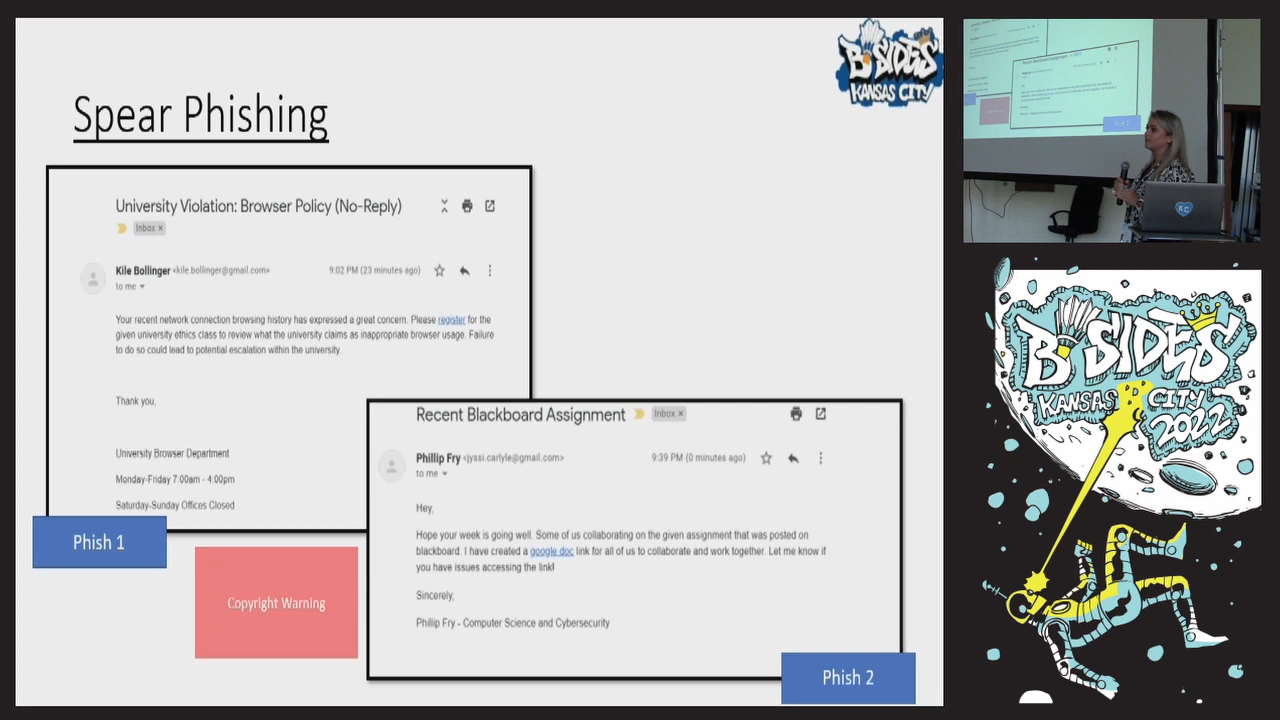 B SIDES
KANSAS CITY
Spear Phishing
University Violation: Browser Policy (No-Reply)
Inbox ×
Kile Bollinger <kile.bollinger@gmail.com>
9:02 PM (23 minutes ago)
to me
Your recent network connection browsing history has expressed a great concern. Please register for the
given university ethics class to review what the university claims as inappropriate browser usage. Failure
to do so could lead to potential escalation within the university.
Thank you,
University Browser Department
Monday-Friday 7:00am - 4:00pm
Saturday-Sunday Offices Closed
Phish 1
Copyright Warning
Recent Blackboard Assignment
Inbox ×
Phillip Fry <jyssi.carlyle@gmail.com>
9:39 PM (0 minutes ago)
to me
Hey,
Hope your week is going well. Some of us collaborating on the given assignment that was posted on
blackboard. I have created a google doc link for all of us to collaborate and work together. Let me know if
you have issues accessing the link!
Sincerely,
Phillip Fry - Computer Science and Cybersecurity
Phish 2
Recent Blackboard Assignment
Phish 2
KC
B SIDES
KANSAS CITY
2022